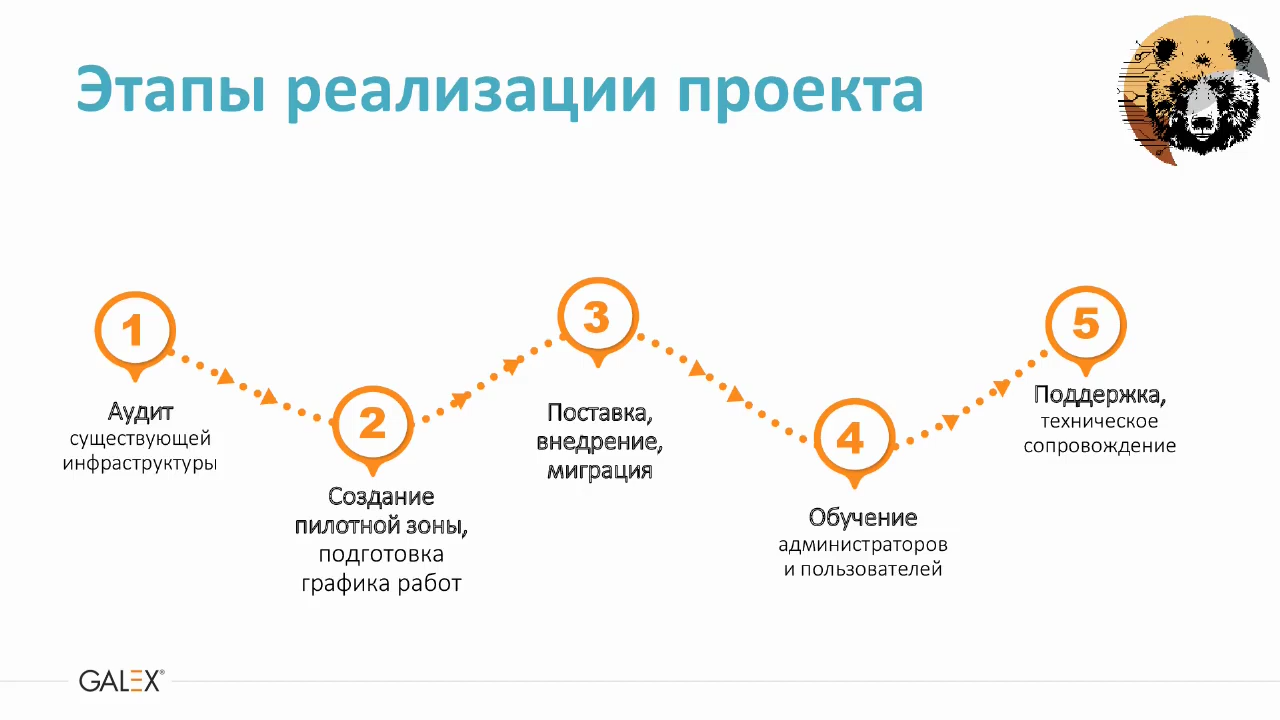 Этапы реализации проекта
1
Аудит
существующей
инфраструктуры
2
Создание
пилотной зоны,
подготовка
графика работ
3
Поставка,
внедрение,
миграция
4
Обучение
администраторов
и пользователей
5
Поддержка,
техническое
сопровождение
GALEX®